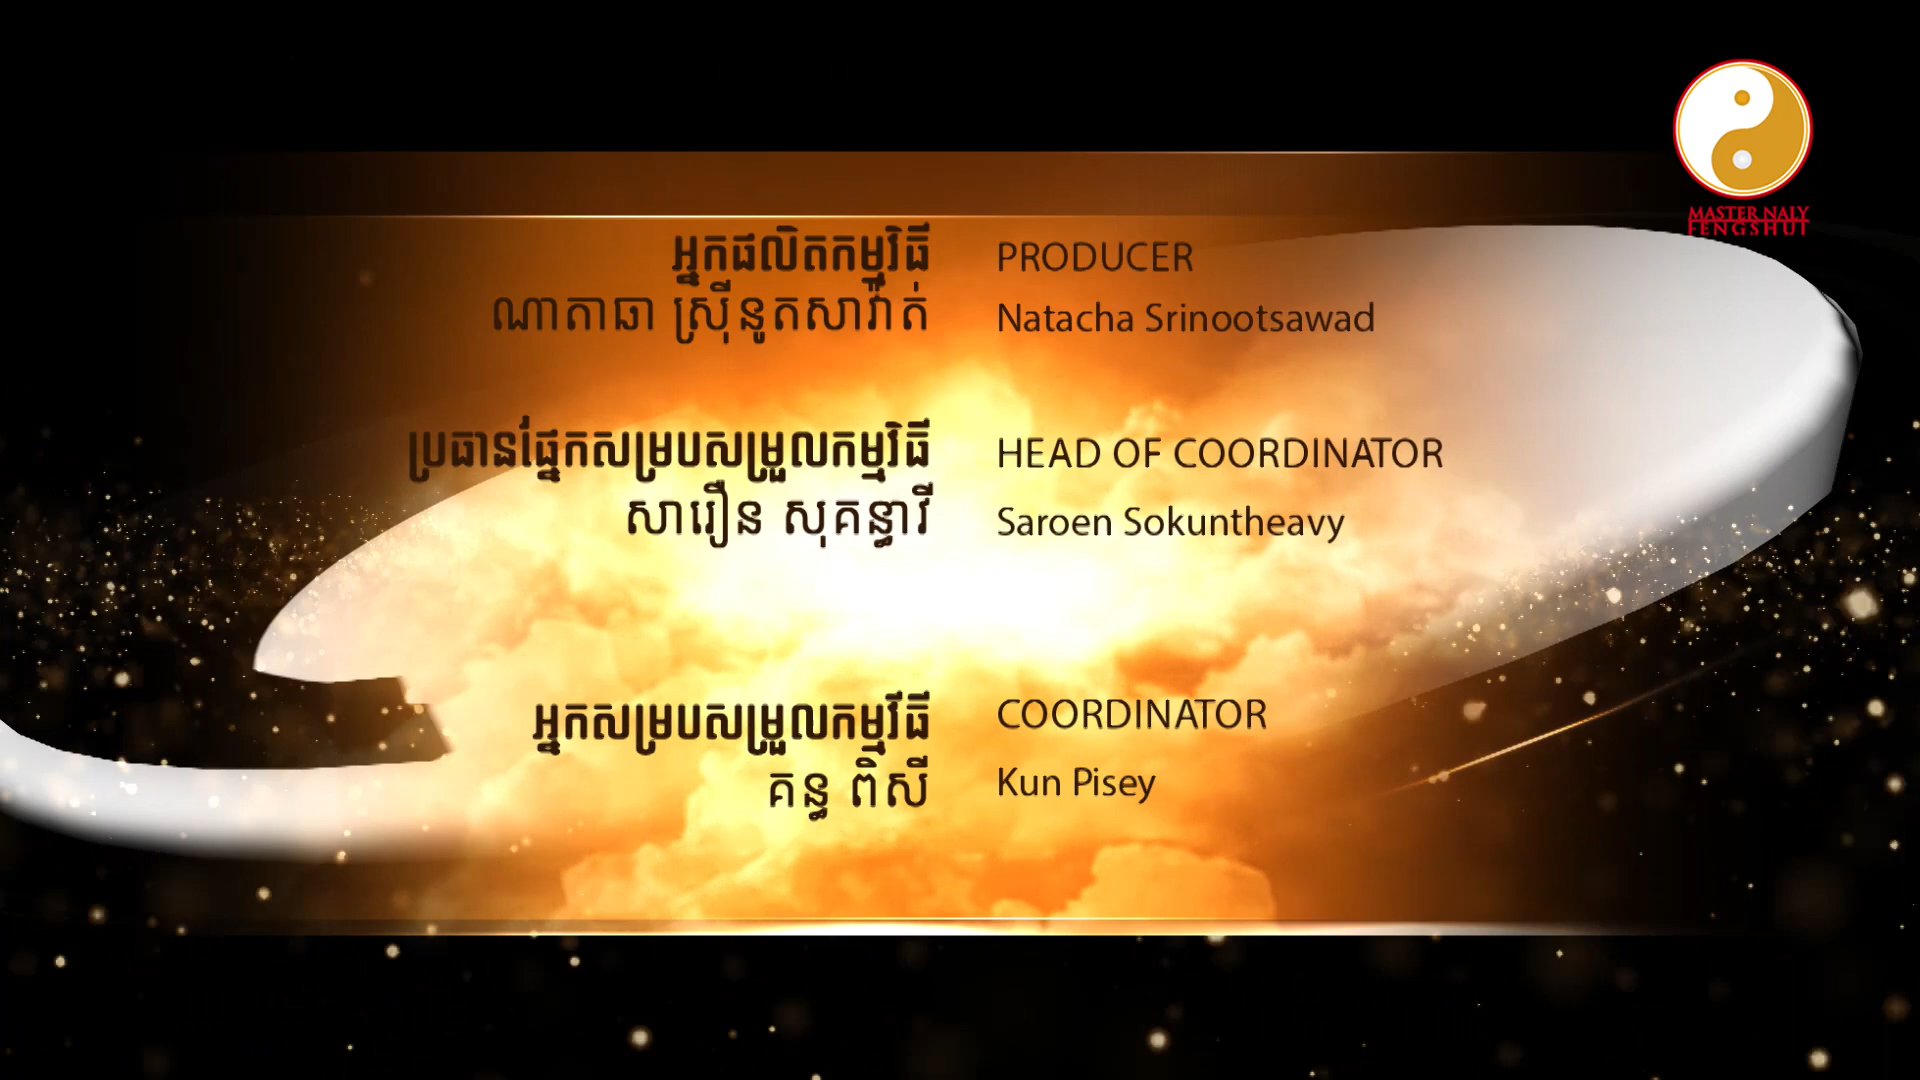 MASTER NAIY
FENGSHUI
អ្នកផលិតកម្មវិធី PRODUCER
ណាតាឆា ស្រ៊ីនូតសាវ៉ាត់ Natacha Srinootsawad
ប្រធានផ្នែកសម្របសម្រួលកម្មវិធី HEAD OF COORDINATOR
សារឿន សុគន្ធាវី Saroen Sokuntheavy
អ្នកសម្របសម្រួលកម្មវីធី COORDINATOR
គន្ធ ពិសី Kun Pisey